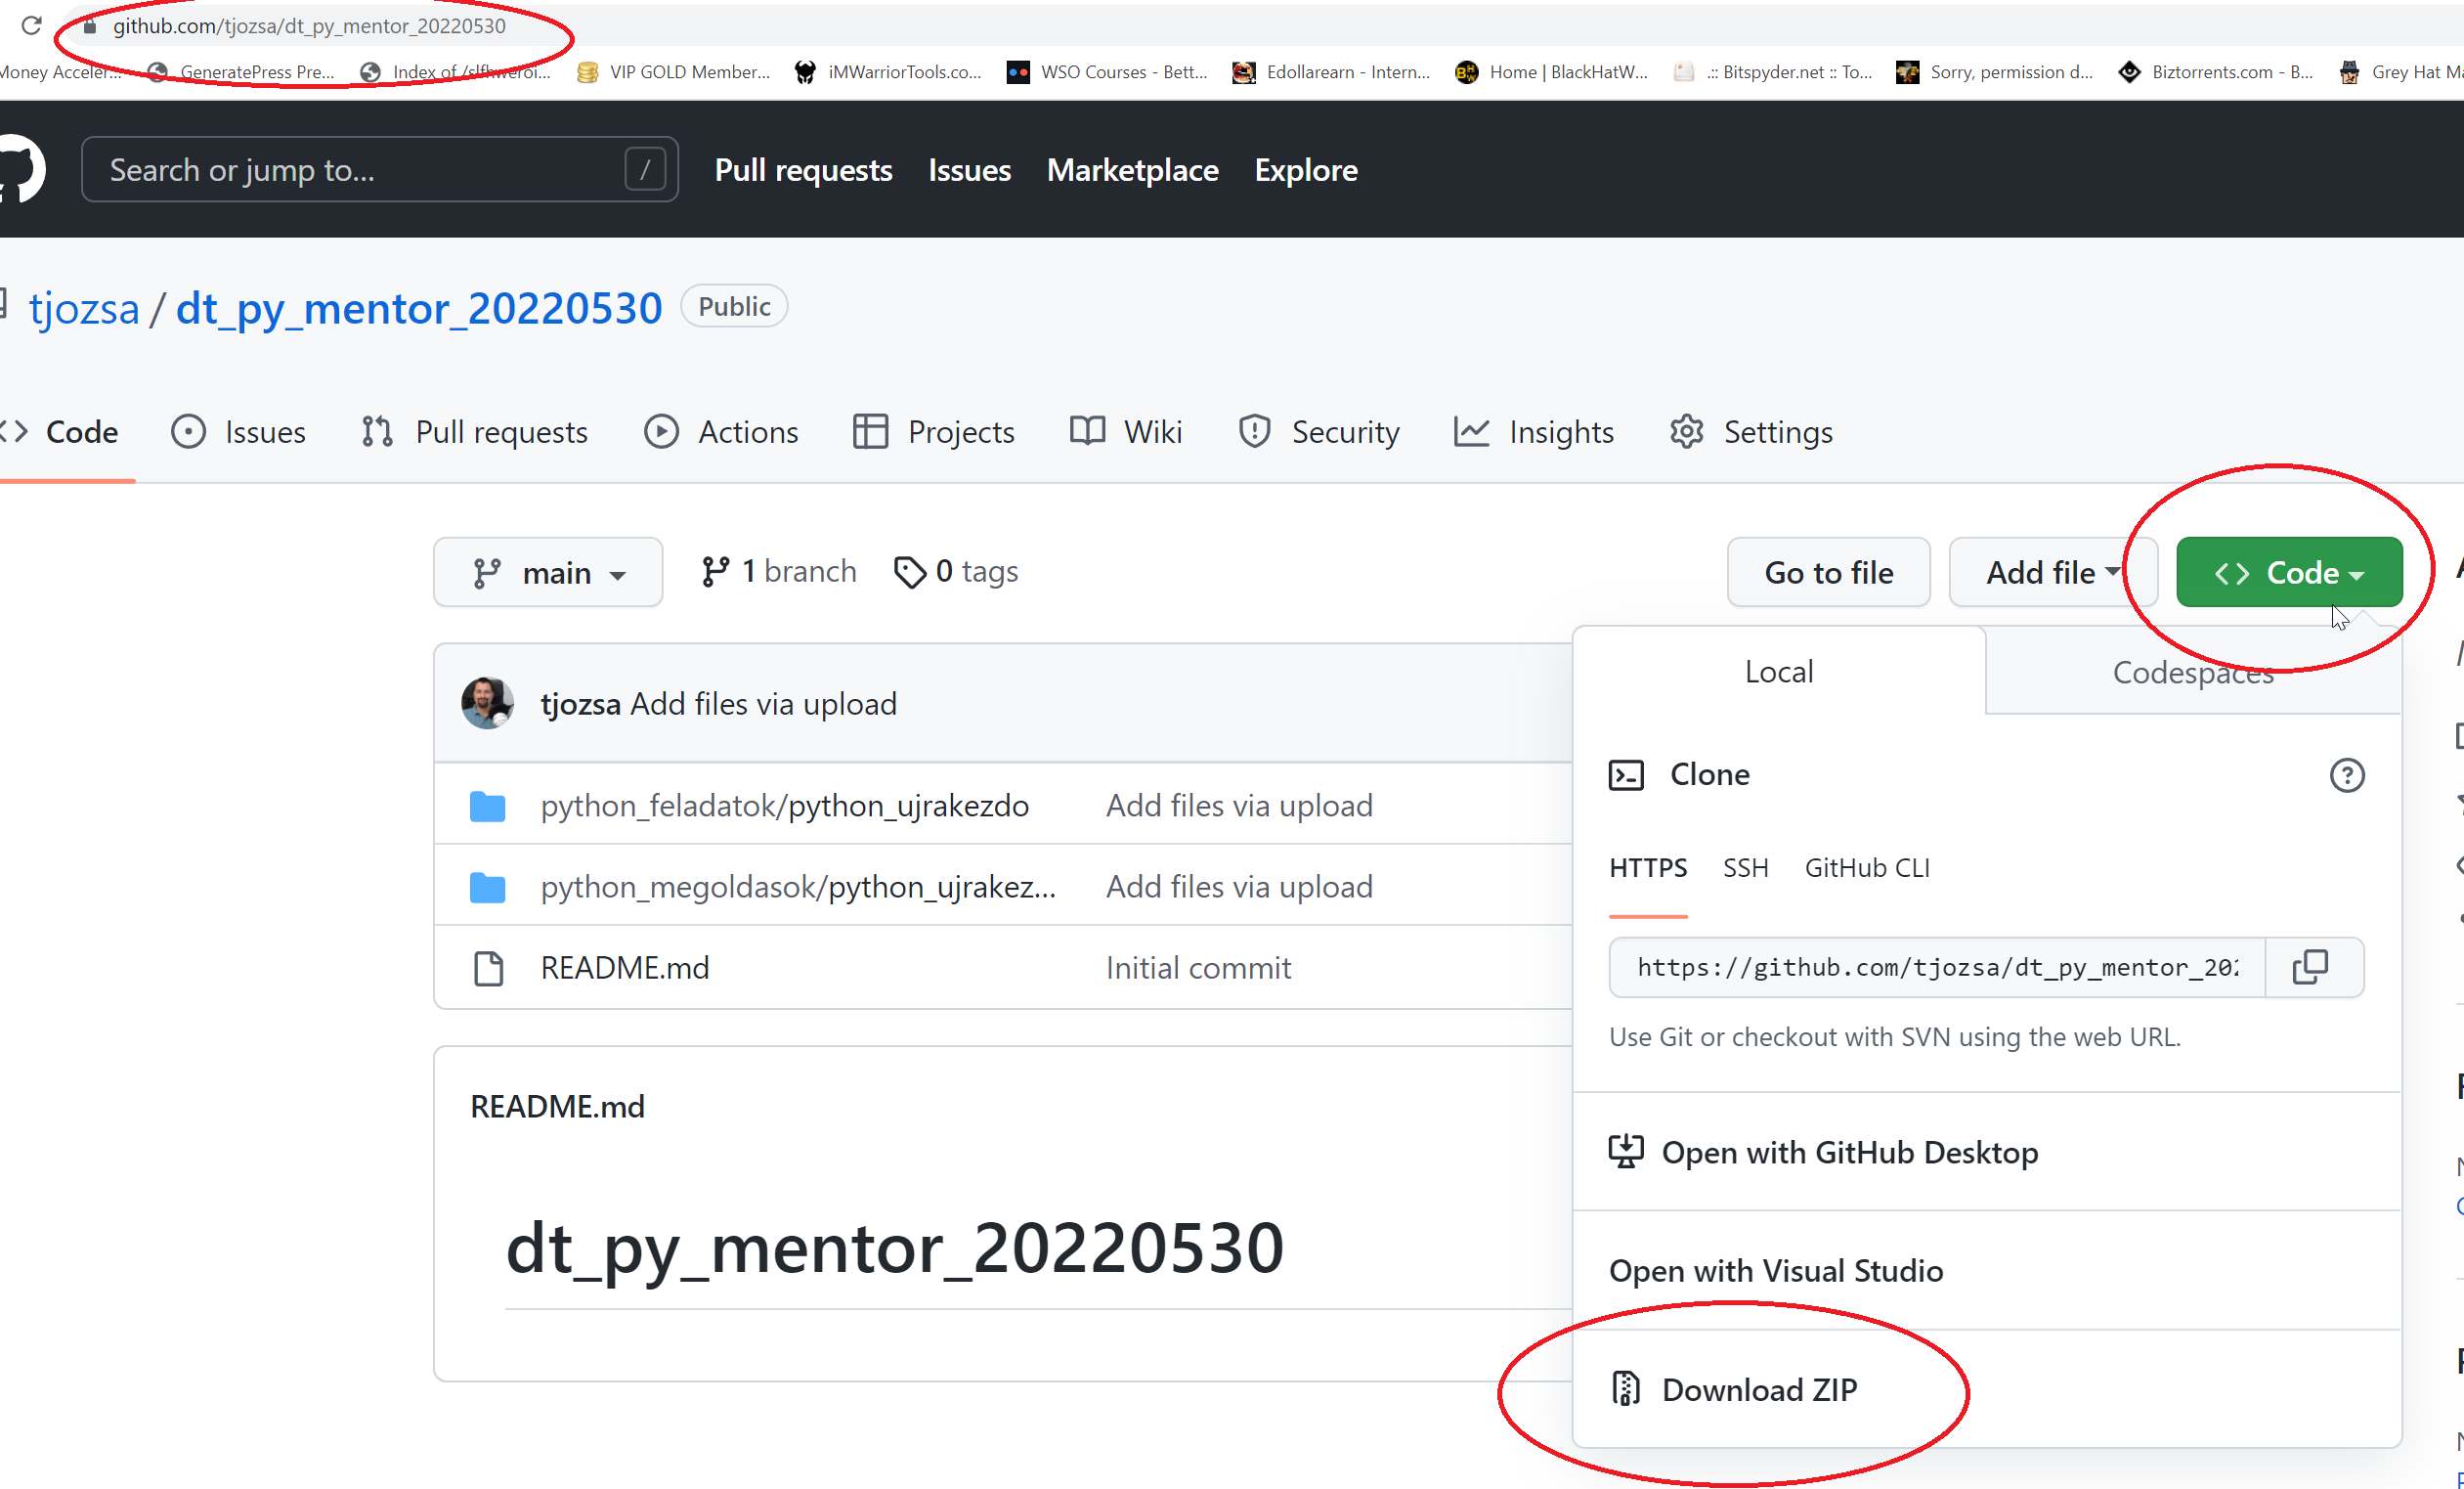 github.com/tjozsa/dt_py_mentor_20220530
Money Acceler... GeneratePress Pre... Index of /slfhweroi... VIP GOLD Member... iMWarriorTools.co... WSO Courses - Bett... Edollarearn - Intern... Home | BlackHatW... .:: Bitspyder.net :: To... Sorry, permission d... Biztorrents.com - B... Grey Hat
Search or jump to... / Pull requests Issues Marketplace Explore
tjozsa / dt_py_mentor_20220530 Public
Code Issues Pull requests Actions Projects Wiki Security Insights Settings
main 1 branch 0 tags Go to file Add file Code
Local Codespaces
tjozsa Add files via upload
Clone
python_feladatok/python_ujrakezdo Add files via upload
HTTPS SSH GitHub CLI
python_megoldasok/python_ujrakez... Add files via upload
README.md Initial commit
https://github.com/tjozsa/dt_py_mentor_202
Use Git or checkout with SVN using the web URL.
README.md
Open with GitHub Desktop
dt_py_mentor_20220530
Open with Visual Studio
Download ZIP